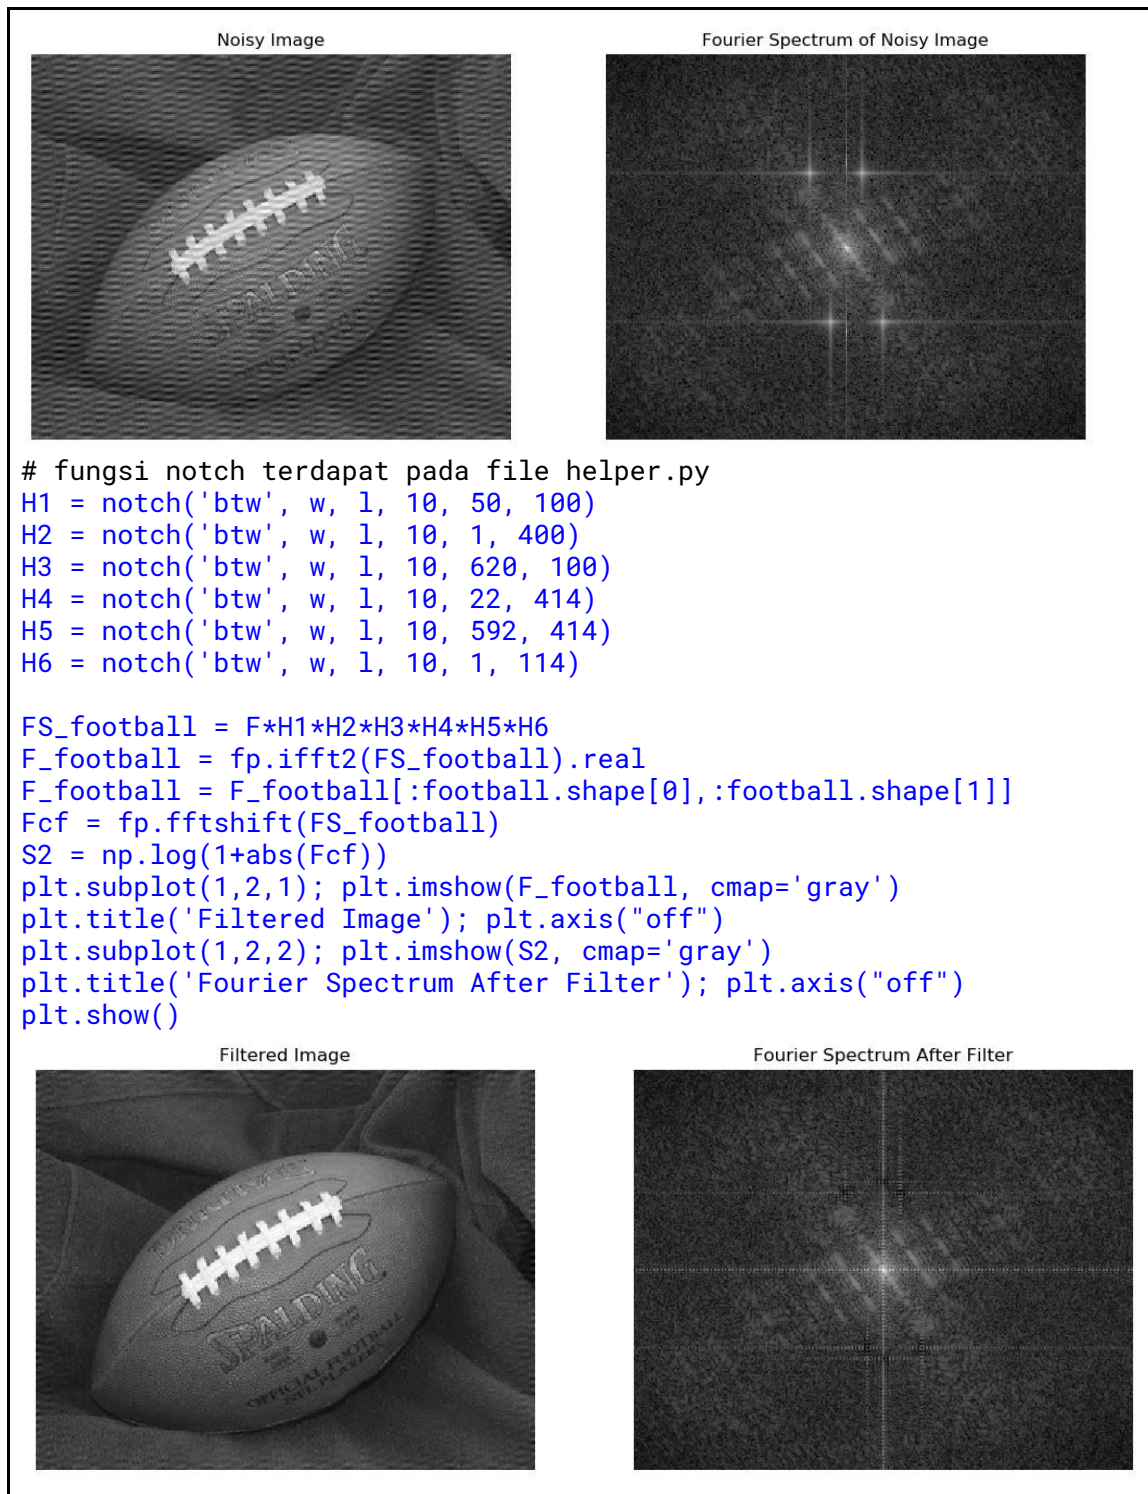 Noisy Image
Fourier Spectrum of Noisy Image
SPALDING
# fungsi notch terdapat pada file helper.py
H1 = notch('btw', w, l, 10, 50, 100)
H2 = notch('btw', w, l, 10, 1, 400)
H3 = notch('btw', w, l, 10, 620, 100)
H4 = notch('btw', w, l, 10, 22, 414)
H5 = notch('btw', w, l, 10, 592, 414)
H6 = notch('btw', w, l, 10, 1, 114)
FS_football = F*H1*H2*H3*H4*H5*H6
F_football = fp.ifft2(FS_football).real
F_football = F_football[:football.shape[0],:football.shape[1]]
Fcf = fp.fftshift(FS_football)
S2 = np.log(1+abs(Fcf))
plt.subplot(1,2,1); plt.imshow(F_football, cmap='gray')
plt.title('Filtered Image'); plt.axis("off")
plt.subplot(1,2,2); plt.imshow(S2, cmap='gray')
plt.title('Fourier Spectrum After Filter'); plt.axis("off")
plt.show()
Filtered Image
Fourier Spectrum After Filter
SPALDING
OFFICIAL FOOTBALL